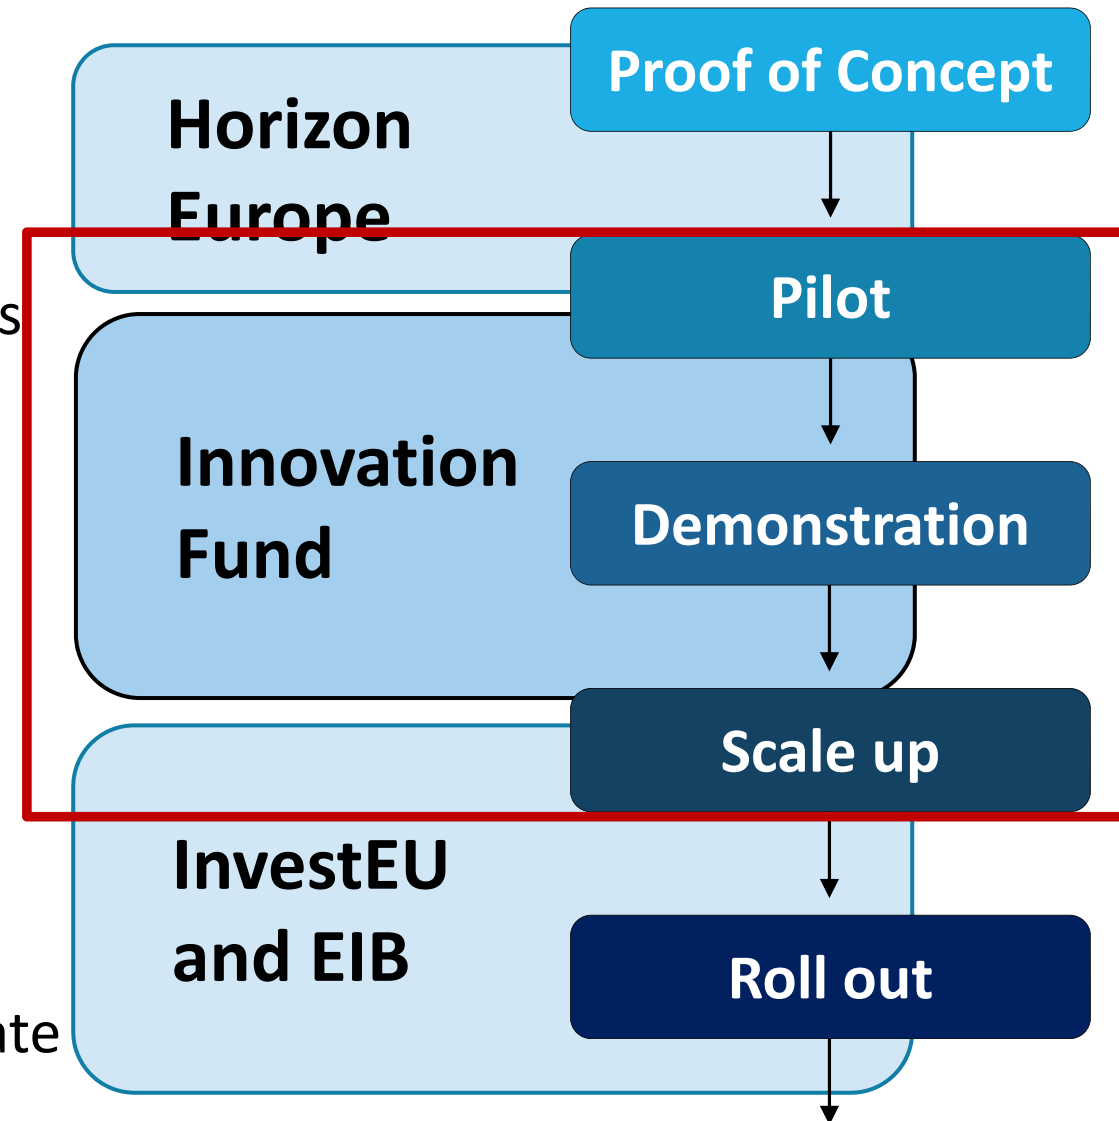 Proof of Concept
Horizon
Europe
Pilot
s
Innovation
Fund
Demonstration
Scale up
InvestEU
and EIB
Roll out